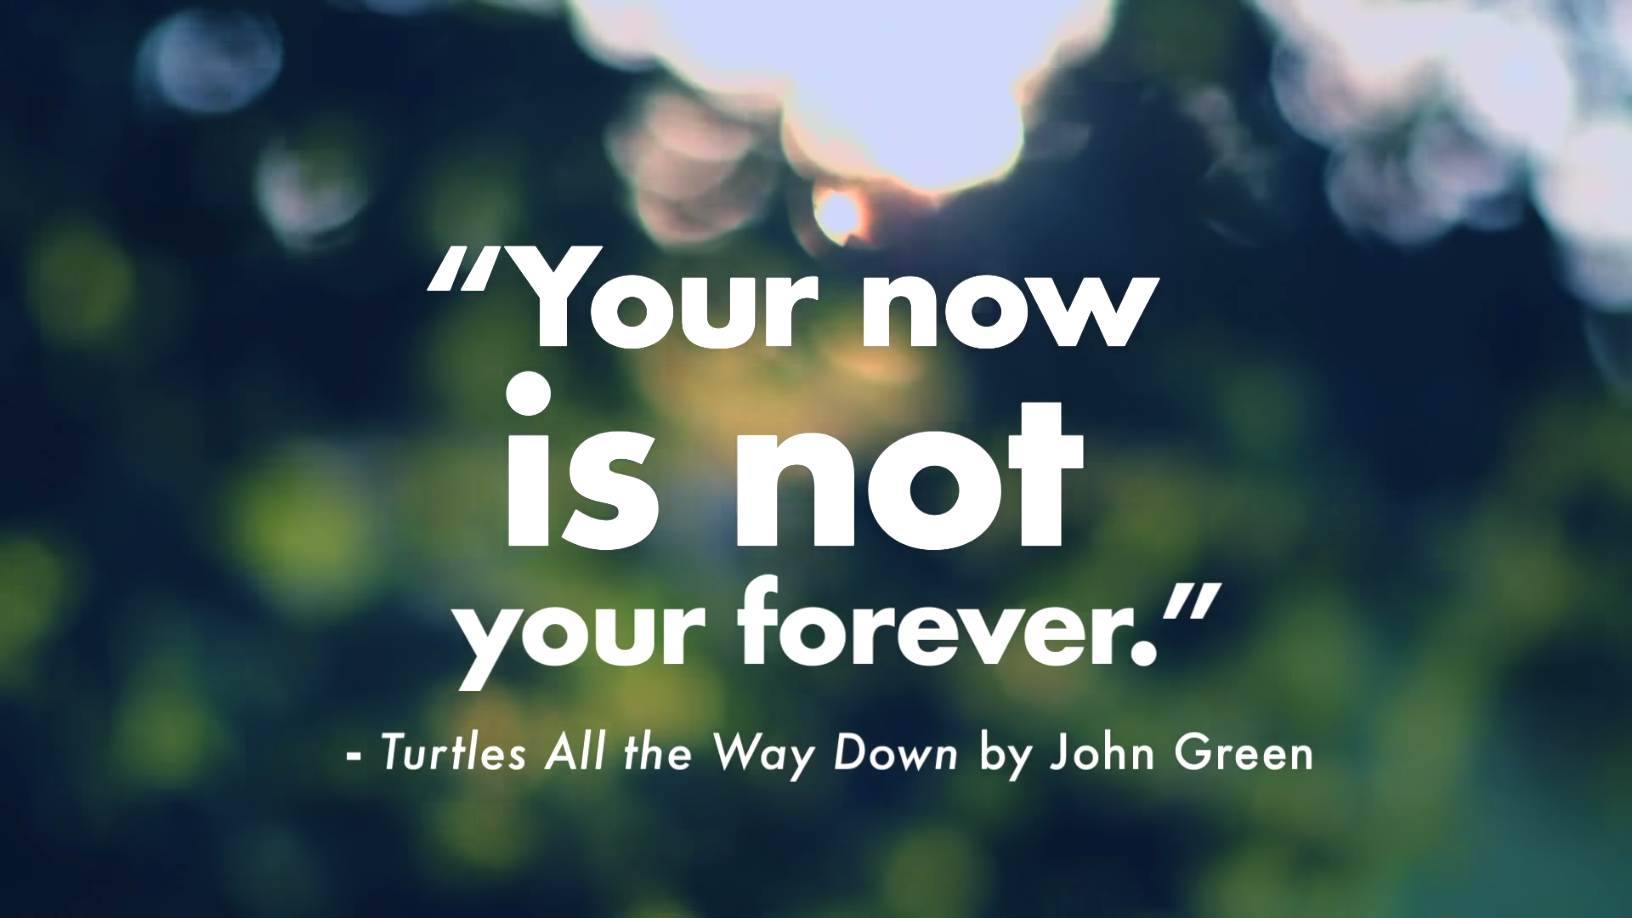 “Your now
is not
your forever.”
- Turtles All the Way Down by John Green